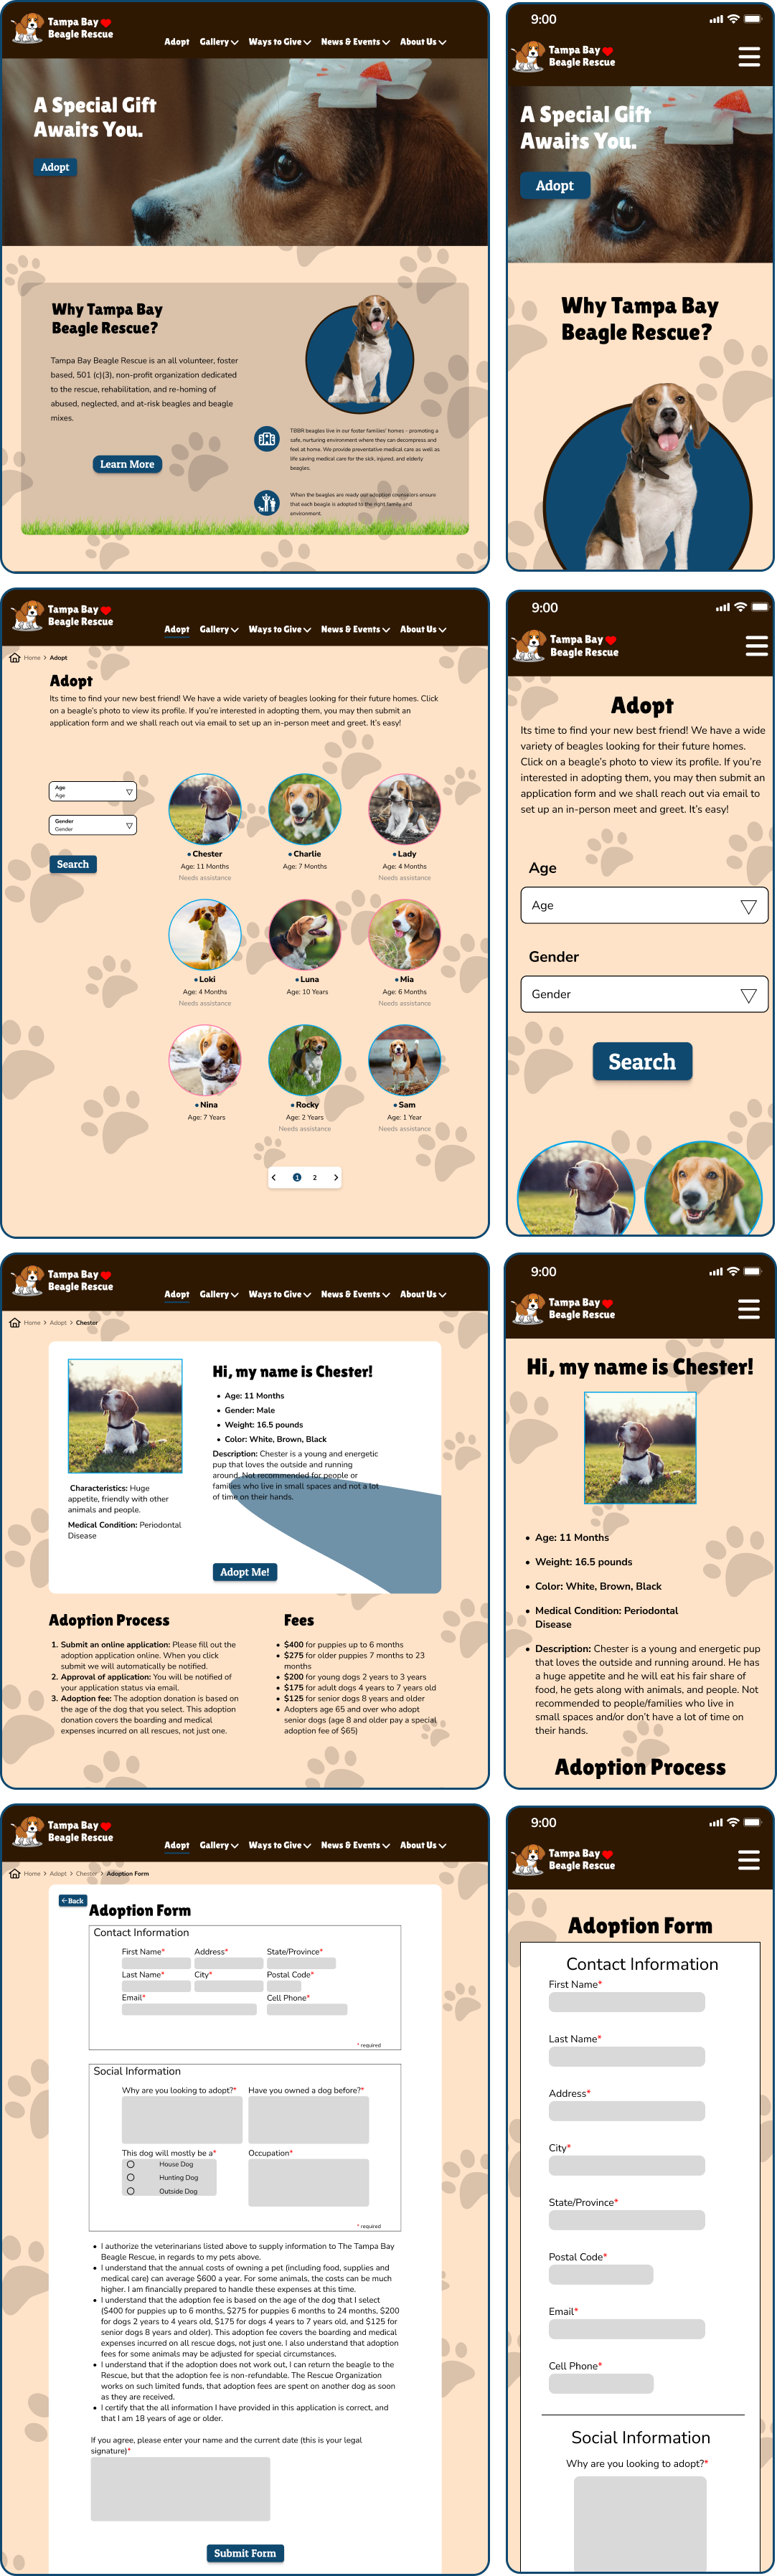 Tampa Bay
Beagle Rescue
Adopt Gallery Ways to Give News & Events About Us
A Special Gift
Awaits You.
Adopt
Why Tampa Bay
Beagle Rescue?
Tampa Bay Beagle Rescue is an all volunteer, foster
based, 501 (c)(3), non-profit organization dedicated
to the rescue, rehabilitation, and re-homing of
abused, neglected, and at-risk beagles and beagle
mixes.
Learn More
TBBR beagles live in our foster families' homes - promoting a
safe, nurturing environment where they can decompress and
feel at home. We provide preventative medical care as well as
life saving medical care for the sick, injured, and elderly
beagles.
When the beagles are ready our adoption counselors ensure
that each beagle is adopted to the right family and
environment.
9:00
Tampa Bay
Beagle Rescue
A Special Gift
Awaits You.
Adopt
Why Tampa Bay
Beagle Rescue?
Tampa Bay
Beagle Rescue
Adopt Gallery Ways to Give News & Events About Us
Home > Adopt
Adopt
Its time to find your new best friend! We have a wide variety of beagles looking for their future homes. Click
on a beagle's photo to view its profile. If you're interested in adopting them, you may then submit an
application form and we shall reach out via email to set up an in-person meet and greet. It's easy!
Age
Age
Gender
Gender
Search
• Chester • Charlie • Lady
Age: 11 Months Age: 7 Months Age: 4 Months
Needs assistance Needs assistance
• Loki • Luna • Mia
Age: 4 Months Age: 10 Years Age: 6 Months
Needs assistance Needs assistance
• Nina • Rocky • Sam
Age: 7 Years Age: 2 Years Age: 1 Year
Needs assistance Needs assistance
< 1 2 >
9:00
Tampa Bay
Beagle Rescue
Adopt
Its time to find your new best friend! We have a wide
variety of beagles looking for their future homes.
Click on a beagle's photo to view its profile. If you're
interested in adopting them, you may then submit an
application form and we shall reach out via email to
set up an in-person meet and greet. It's easy!
Age
Age
Gender
Gender
Search
Tampa Bay
Beagle Rescue
Adopt Gallery Ways to Give News & Events About Us
Home > Adopt > Chester
Hi, my name is Chester!
• Age: 11 Months
• Gender: Male
• Weight: 16.5 pounds
• Color: White, Brown, Black
Description: Chester is a young and energetic
pup that loves the outside and running
around. Not recommended for people or
families who live in small spaces and not a lot
of time on their hands.
Characteristics: Huge
appetite, friendly with other
animals and people.
Medical Condition: Periodontal
Disease
Adopt Me!
Adoption Process
1. Submit an online application: Please fill out the
adoption application online. When you click
submit we will automatically be notified.
2. Approval of application: You will be notified of
your application status via email.
3. Adoption fee: The adoption donation is based on
the age of the dog that you select. This adoption
donation covers the boarding and medical
expenses incurred on all rescues, not just one.
Fees
• $400 for puppies up to 6 months
• $275 for older puppies 7 months to 23
months
• $200 for young dogs 2 years to 3 years
• $175 for adult dogs 4 years to 7 years old
• $125 for senior dogs 8 years and older
• Adopters age 65 and over who adopt
senior dogs (age 8 and older pay a special
adoption fee of $65)
9:00
Tampa Bay
Beagle Rescue
Hi, my name is Chester!
• Age: 11 Months
• Weight: 16.5 pounds
• Color: White, Brown, Black
• Medical Condition: Periodontal
Disease
• Description: Chester is a young and energetic pup
that loves the outside and running around. He has
a huge appetite and he will eat his fair share of
food, he gets along with animals, and people. Not
recommended to people/families who live in
small spaces and/or don't have a lot of time on
their hands.
Adoption Process
Tampa Bay
Beagle Rescue
Adopt Gallery Ways to Give News & Events About Us
Home > Adopt > Chester > Adoption Form
← Back
Adoption Form
Contact Information
First Name* Address* State/Province*
Last Name* City* Postal Code*
Email* Cell Phone*
* required
Social Information
Why are you looking to adopt?* Have you owned a dog before?*
This dog will mostly be a* Occupation*
House Dog
Hunting Dog
Outside Dog
* required
• I authorize the veterinarians listed above to supply information to The Tampa Bay
Beagle Rescue, in regards to my pets above.
• I understand that the annual costs of owning a pet (including food, supplies and
medical care) can average $600 a year. For some animals, the costs can be much
higher. I am financially prepared to handle these expenses at this time.
• I understand that the adoption fee is based on the age of the dog that I select
($400 for puppies up to 6 months, $275 for puppies 6 months to 24 months, $200
for dogs 2 years to 4 years old, $175 for dogs 4 years to 7 years old, and $125 for
senior dogs 8 years and older). This adoption fee covers the boarding and medical
expenses incurred on all rescue dogs, not just one. I also understand that adoption
fees for some animals may be adjusted for special circumstances.
• I understand that if the adoption does not work out, I can return the beagle to the
Rescue, but that the adoption fee is non-refundable. The Rescue Organization
works on such limited funds, that adoption fees are spent on another dog as soon
as they are received.
• I certify that the all information I have provided in this application is correct, and
that I am 18 years of age or older.
If you agree, please enter your name and the current date (this is your legal
signature)*
Submit Form
9:00
Tampa Bay
Beagle Rescue
Adoption Form
Contact Information
First Name*
Last Name*
Address*
City*
State/Province*
Postal Code*
Email*
Cell Phone*
Social Information
Why are you looking to adopt?*